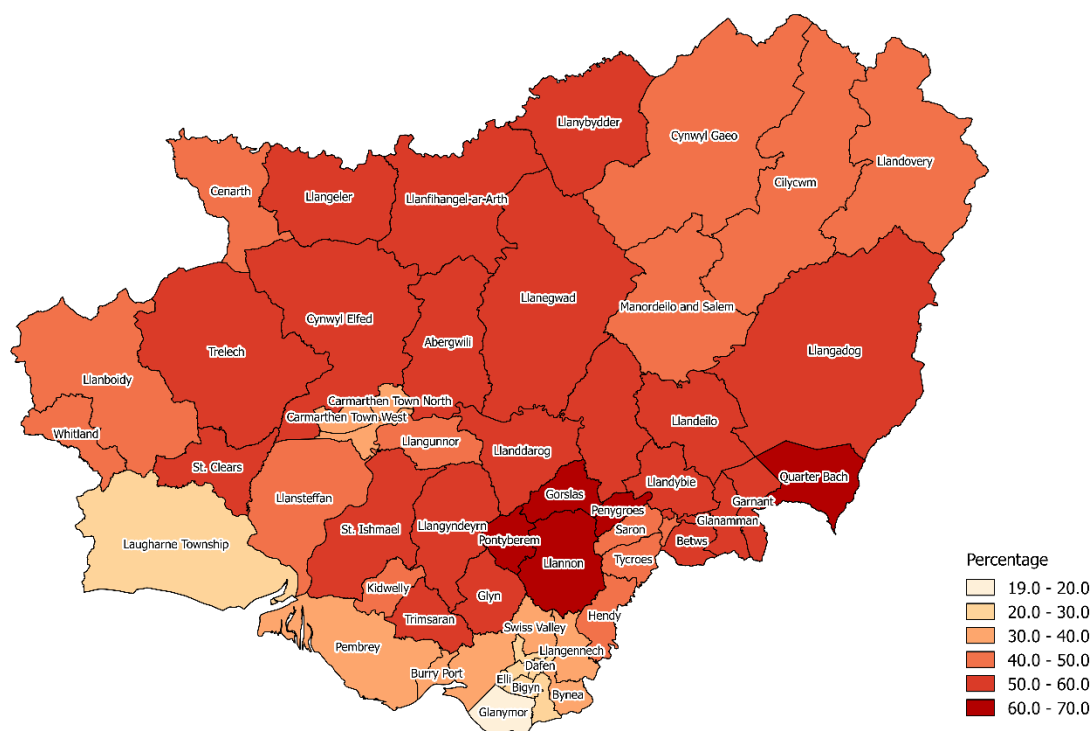 Llanybydder
Cynwyl Gaeo
Llandovery
Cilycwm
Cenarth
Llangeler
Llanfihangel-ar-Arth
Llanegwad
Manordeilo and Salem
Cynwyl Elfed
Abergwili
Trelech
Llangadog
Llanboidy
Carmarthen Town North
Carmarthen Town West
Llandeilo
Whitland
Llangunnor
Llanddarog
St. Clears
Quarter Bach
Llandybie
Gorslas
Garnant
Llansteffan
Penygroes
Glanamman
St. Ishmael
Llangyndeyrn
Saron
Pontyberem
Betws
Laugharne Township
Llannon
Tycroes
Kidwelly
Glyn
Trimsaran
Hendy
Swiss Valley
Pembrey
Llangennech
Dafen
Burry Port
Elli
Bigyn
Bynea
Glanymor
Percentage
19.0 - 20.0
20.0 - 30.0
30.0 - 40.0
40.0 - 50.0
50.0 - 60.0
60.0 - 70.0